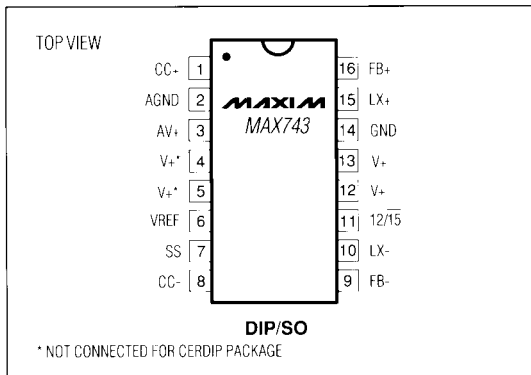 TOP VIEW
CC+ 1
AGND 2
AV+ 3
V+* 4
V+* 5
VREF 6
SS 7
CC- 8
MAXIM
MAX743
16 FB+
15 LX+
14 GND
13 V+
12 V+
11 12/1̅5̅
10 LX-
9 FB-
DIP/SO
* NOT CONNECTED FOR CERDIP PACKAGE